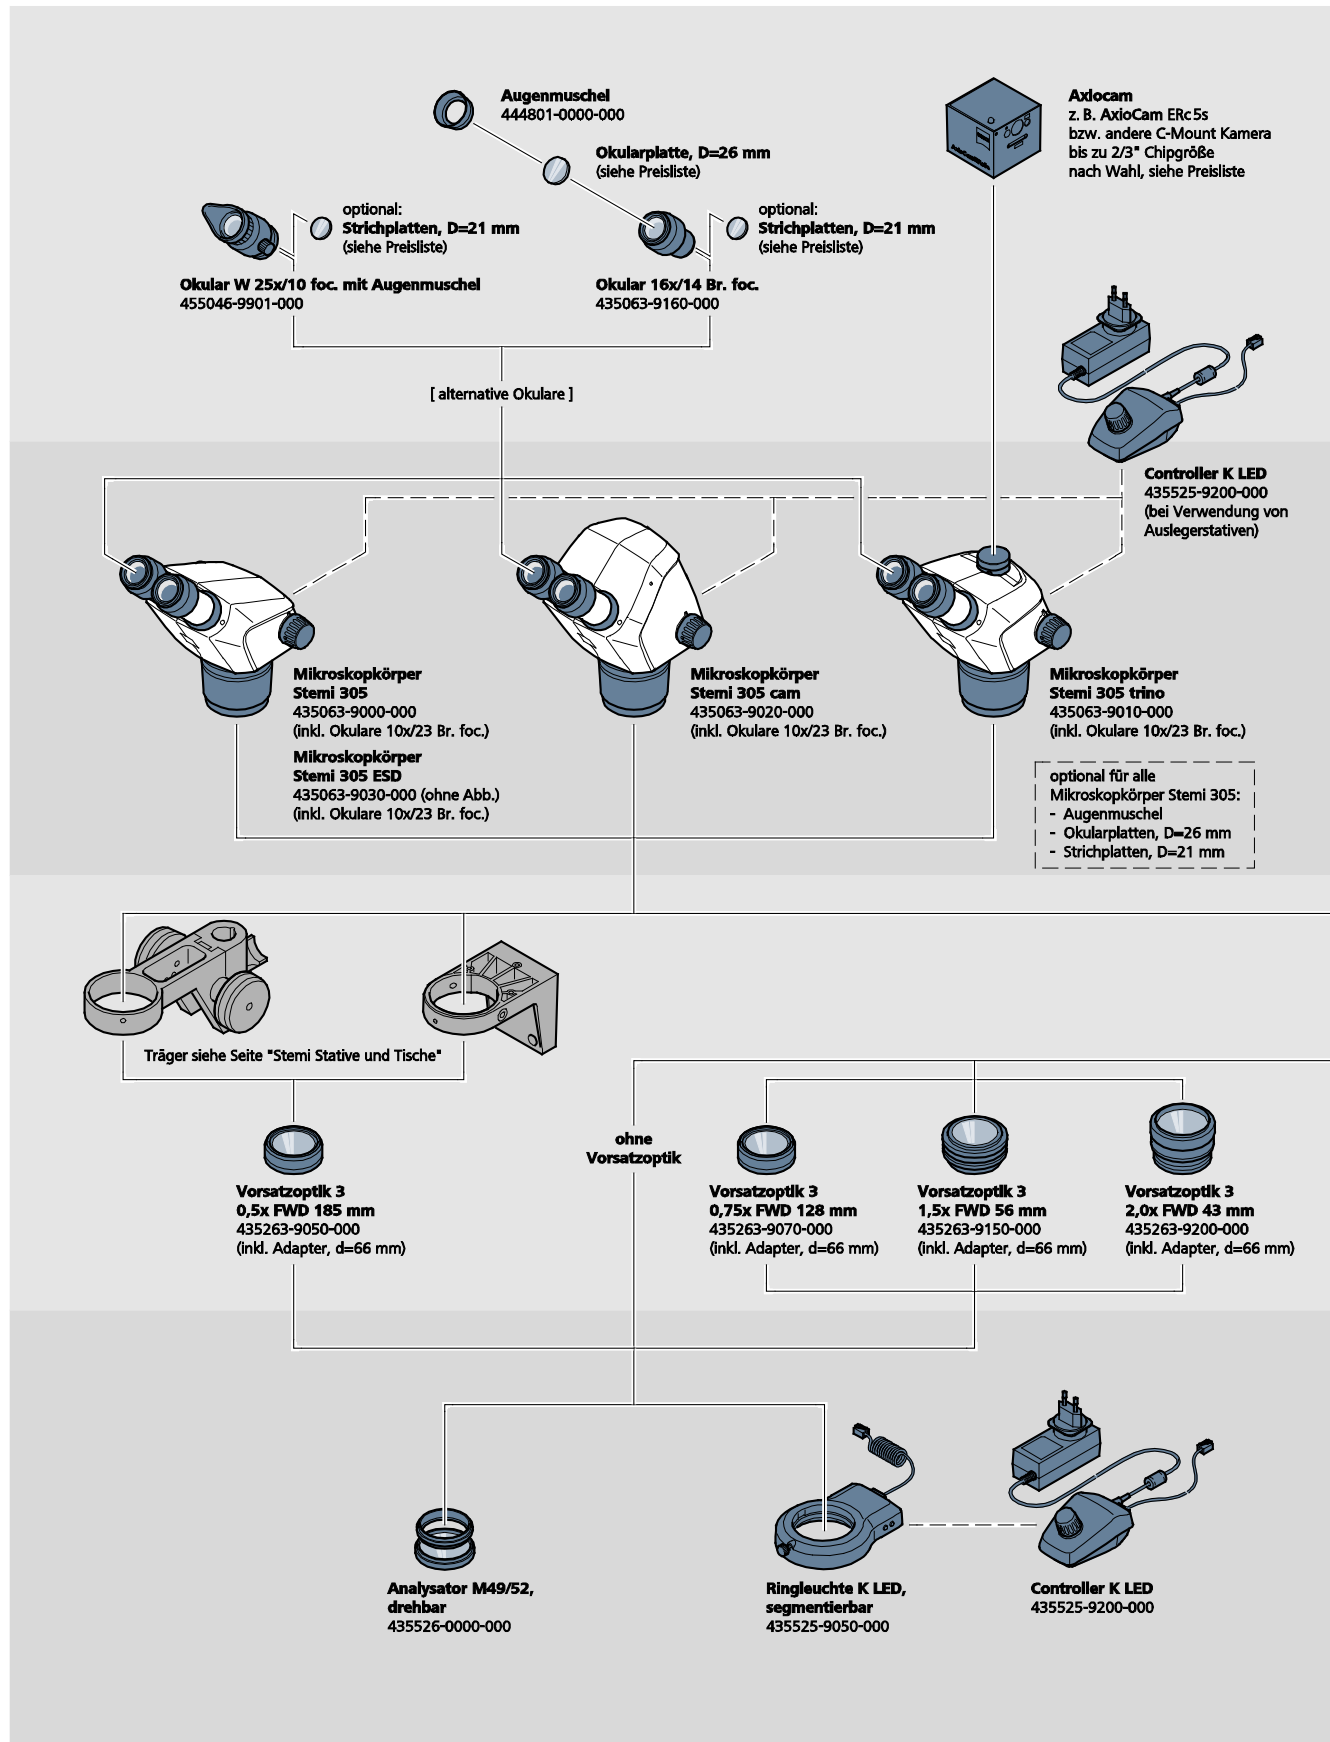 Augenmuschel
444801-0000-000
Okularplatte, D=26 mm
(siehe Preisliste)
Axiocam
z. B. AxioCam ERc 5s
bzw. andere C-Mount Kamera
bis zu 2/3" Chipgröße
nach Wahl, siehe Preisliste
optional:
Strichplatten, D=21 mm
(siehe Preisliste)
optional:
Strichplatten, D=21 mm
(siehe Preisliste)
Okular W 25x/10 foc. mit Augenmuschel
455046-9901-000
Okular 16x/14 Br. foc.
435063-9160-000
[ alternative Okulare ]
Controller K LED
435525-9200-000
(bei Verwendung von
Auslegerstativen)
Mikroskopkörper
Stemi 305
435063-9000-000
(inkl. Okulare 10x/23 Br. foc.)
Mikroskopkörper
Stemi 305 ESD
435063-9030-000 (ohne Abb.)
(inkl. Okulare 10x/23 Br. foc.)
Mikroskopkörper
Stemi 305 cam
435063-9020-000
(inkl. Okulare 10x/23 Br. foc.)
Mikroskopkörper
Stemi 305 trino
435063-9010-000
(inkl. Okulare 10x/23 Br. foc.)
optional für alle
Mikroskopkörper Stemi 305:
- Augenmuschel
- Okularplatten, D=26 mm
- Strichplatten, D=21 mm
Träger siehe Seite "Stemi Stative und Tische"
ohne
Vorsatzoptik
Vorsatzoptik 3
0,5x FWD 185 mm
435263-9050-000
(inkl. Adapter, d=66 mm)
Vorsatzoptik 3
0,75x FWD 128 mm
435263-9070-000
(inkl. Adapter, d=66 mm)
Vorsatzoptik 3
1,5x FWD 56 mm
435263-9150-000
(inkl. Adapter, d=66 mm)
Vorsatzoptik 3
2,0x FWD 43 mm
435263-9200-000
(inkl. Adapter, d=66 mm)
Analysator M49/52,
drehbar
435526-0000-000
Ringleuchte K LED,
segmentierbar
435525-9050-000
Controller K LED
435525-9200-000